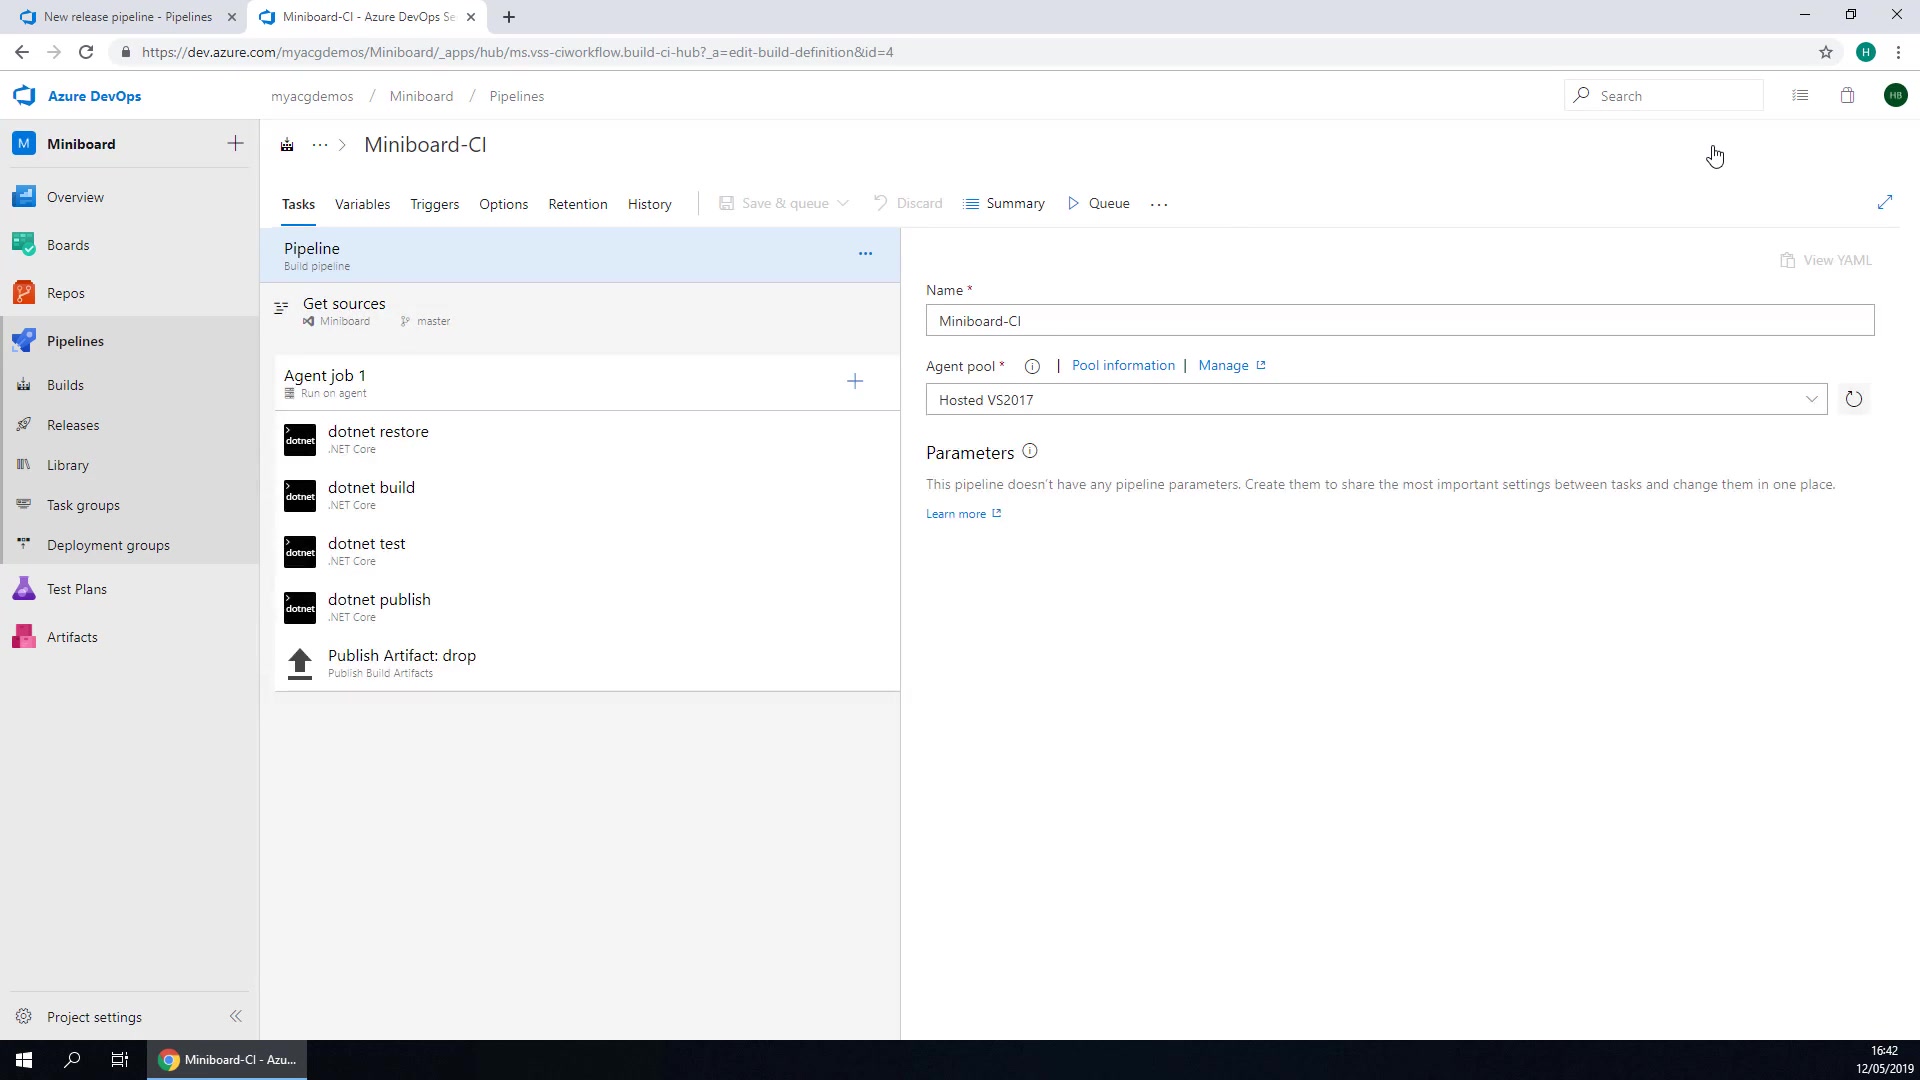 New release pipeline - Pipelines
Miniboard-CI - Azure DevOps Se
https://dev.azure.com/myacgdemos/Miniboard/_apps/hub/ms.vss-ciworkflow.build-ci-hub?_a=edit-build-definition&id=4
H
Azure DevOps
myacgdemos / Miniboard / Pipelines
Search
HB
M Miniboard
Miniboard-CI
Overview
Boards
Repos
Pipelines
Builds
Releases
Library
Task groups
Deployment groups
Test Plans
Artifacts
Project settings
Tasks Variables Triggers Options Retention History
Save & queue Discard Summary Queue ...
Pipeline
Build pipeline
Get sources
Miniboard master
Agent job 1
Run on agent
dotnet
dotnet restore
.NET Core
dotnet
dotnet build
.NET Core
dotnet
dotnet test
.NET Core
dotnet
dotnet publish
.NET Core
Publish Artifact: drop
Publish Build Artifacts
View YAML
Name *
Miniboard-CI
Agent pool * | Pool information | Manage
Hosted VS2017
Parameters
This pipeline doesn't have any pipeline parameters. Create them to share the most important settings between tasks and change them in one place.
Learn more
Miniboard-CI - Azu...
16:42
12/05/2019